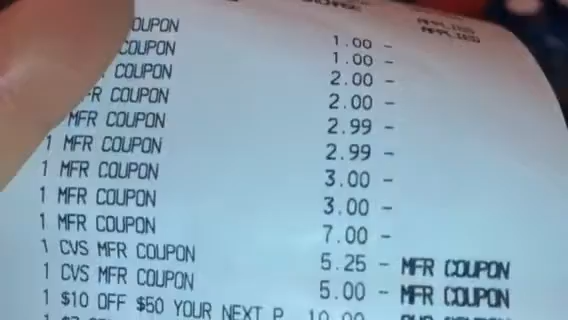 OUPON 1.00 -
COUPON 1.00 -
COUPON 2.00 -
R COUPON 2.00 -
MFR COUPON 2.99 -
1 MFR COUPON 2.99 -
1 MFR COUPON 3.00 -
1 MFR COUPON 3.00 -
1 MFR COUPON 7.00 -
1 CVS MFR COUPON 5.25 - MFR COUPON
1 CVS MFR COUPON 5.00 - MFR COUPON
1 $10 OFF $50 YOUR NEXT P 10.00